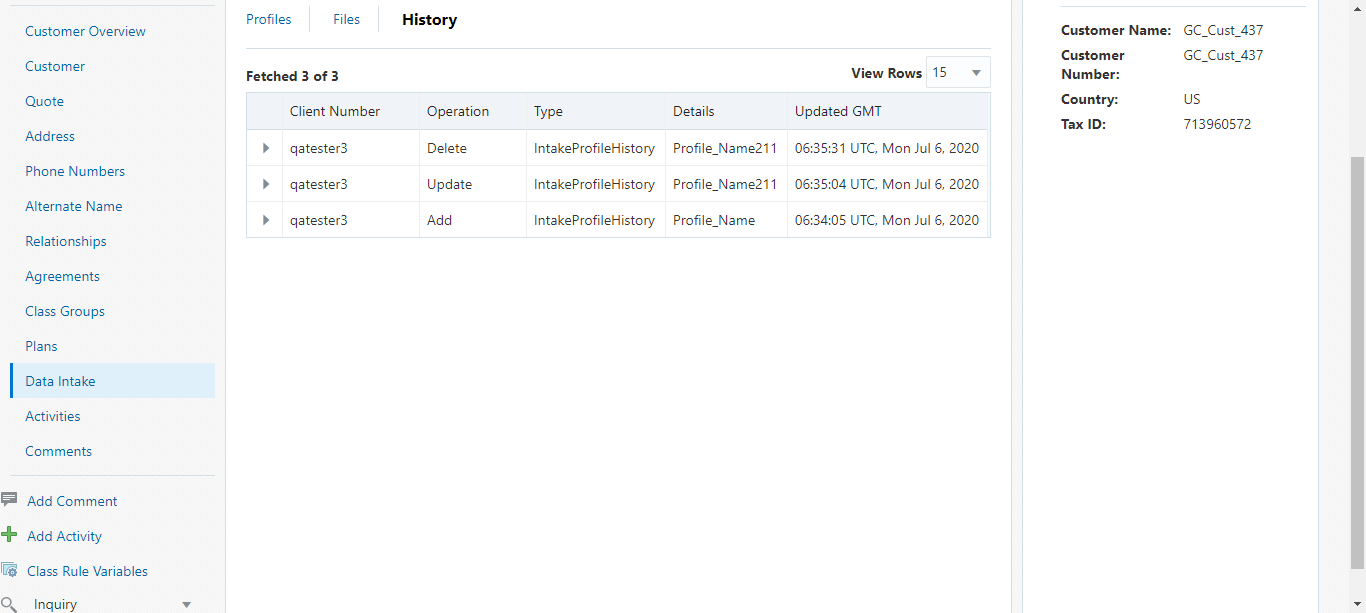 Customer Overview
Customer
Quote
Address
Phone Numbers
Alternate Name
Relationships
Agreements
Class Groups
Plans
Data Intake
Activities
Comments
Add Comment
Add Activity
Class Rule Variables
Inquiry
Profiles Files History
Fetched 3 of 3 View Rows 15
Client Number Operation Type Details Updated GMT
qatester3 Delete IntakeProfileHistory Profile_Name211 06:35:31 UTC, Mon Jul 6, 2020
qatester3 Update IntakeProfileHistory Profile_Name211 06:35:04 UTC, Mon Jul 6, 2020
qatester3 Add IntakeProfileHistory Profile_Name 06:34:05 UTC, Mon Jul 6, 2020
Customer Name: GC_Cust_437
Customer GC_Cust_437
Number:
Country: US
Tax ID: 713960572